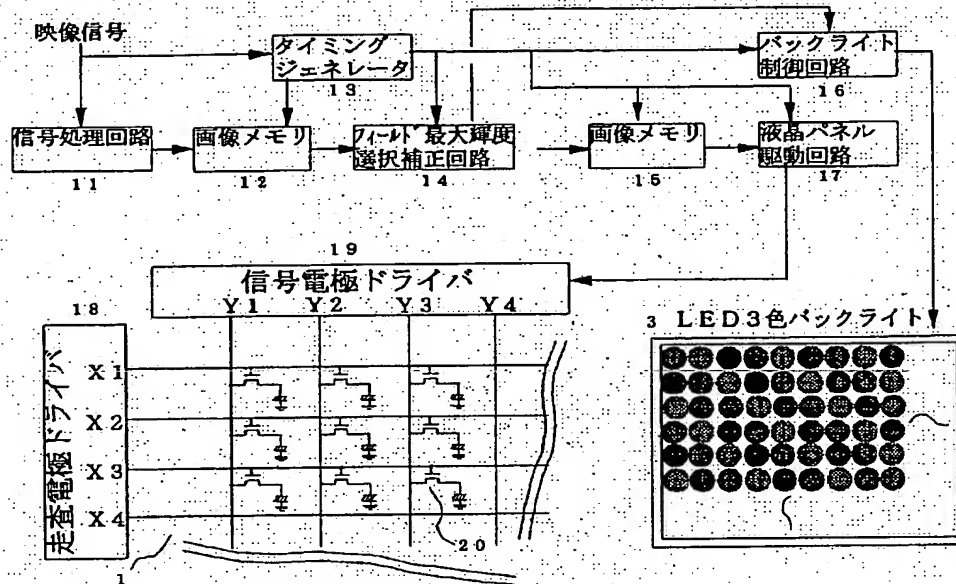 映像信号
タイミング
ジェネレータ
13
バックライト
制御回路
16
信号処理回路
11
画像メモリ
12
フィールド最大輝度
選択補正回路
14
画像メモリ
15
液晶パネル
駆動回路
17
19
信号電極ドライバ
Y1 Y2 Y3 Y4
18
走査電極ドライバ
X1
X2
X3
X4
20
1
3 LED3色バックライト